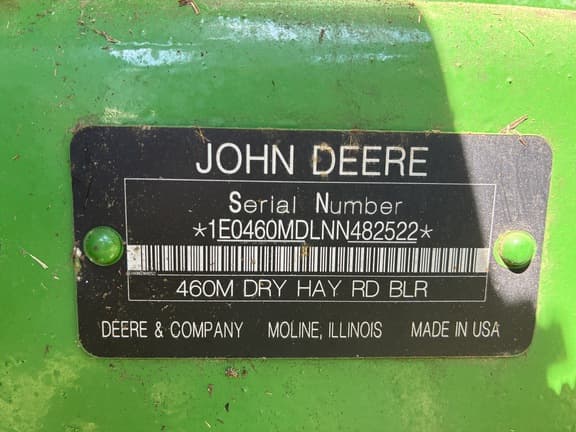 JOHN DEERE
Serial Number
*1E0460MDLNN482522*
460M DRY HAY RD BLR
DEERE & COMPANY MOLINE, ILLINOIS MADE IN USA